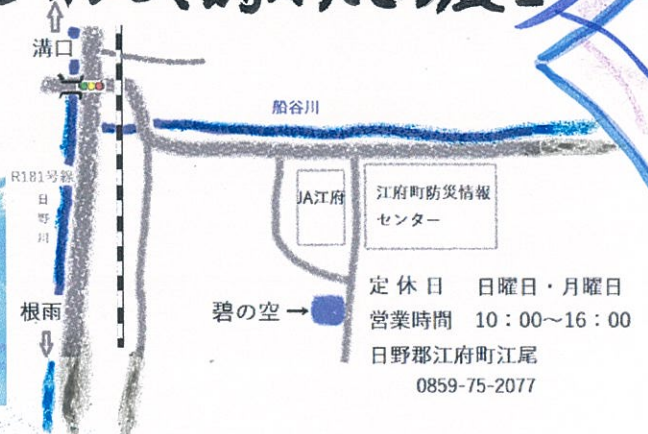 溝口
船谷川
R181号線
日野川
JA江府
江府町防災情報
センター
根雨
碧の空→
定休日 日曜日・月曜日
営業時間 10：00～16：00
日野郡江府町江尾
0859-75-2077